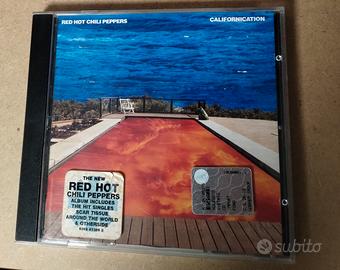 RED HOT CHILI PEPPERS
CALIFORNICATION
THE NEW
RED HOT
CHILI PEPPERS
ALBUM INCLUDES
THE HIT SINGLES
SCAR TISSUE
AROUND THE WORLD
& OTHERSIDE
subito